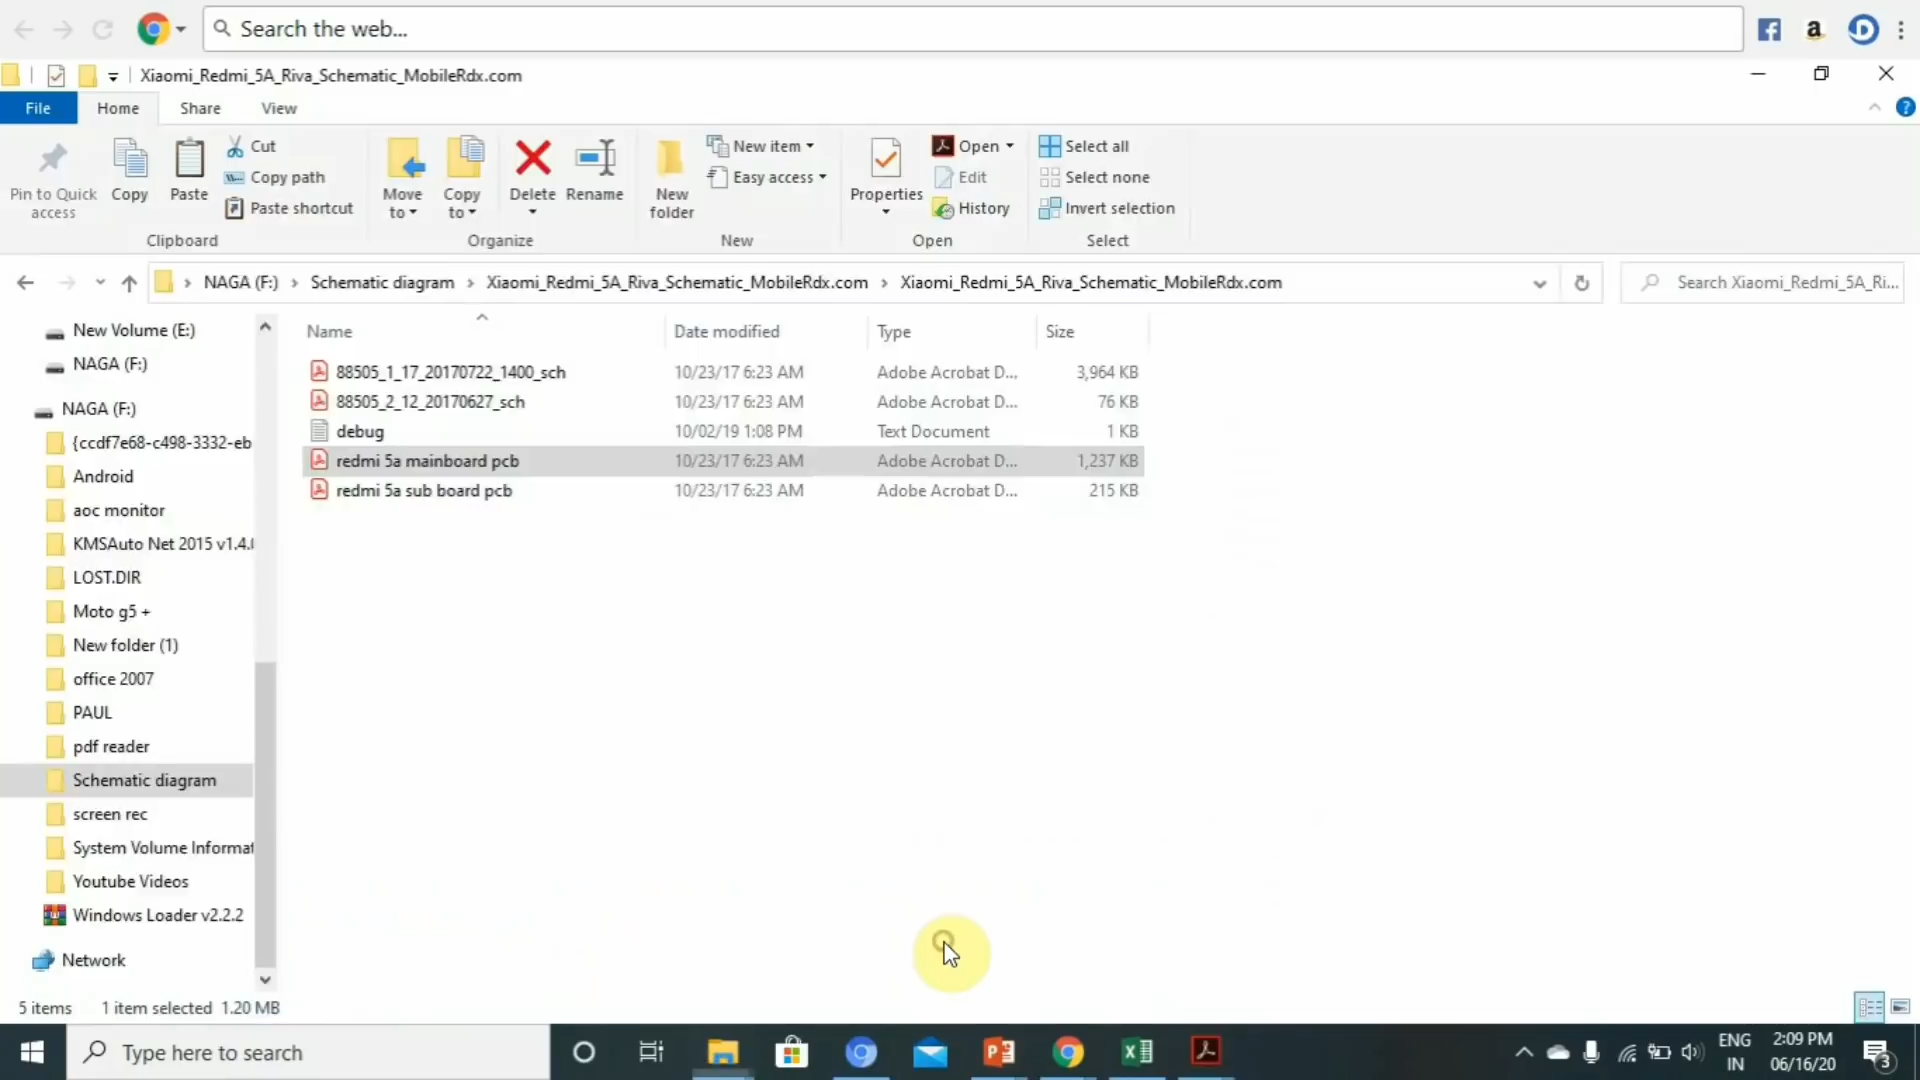 Search the web...
Xiaomi_Redmi_5A_Riva_Schematic_MobileRdx.com
File Home Share View
Pin to Quick access
Copy
Paste
Cut
Copy path
Paste shortcut
Clipboard
Move to
Copy to
Delete
Rename
Organize
New folder
New item
Easy access
New
Properties
Open
Edit
History
Open
Select all
Select none
Invert selection
Select
NAGA (F:) › Schematic diagram › Xiaomi_Redmi_5A_Riva_Schematic_MobileRdx.com › Xiaomi_Redmi_5A_Riva_Schematic_MobileRdx.com
Search Xiaomi_Redmi_5A_Ri...
New Volume (E:)
NAGA (F:)
NAGA (F:)
{ccdf7e68-c498-3332-eb
Android
aoc monitor
KMSAuto Net 2015 v1.4.
LOST.DIR
Moto g5 +
New folder (1)
office 2007
PAUL
pdf reader
Schematic diagram
screen rec
System Volume Informat
Youtube Videos
Windows Loader v2.2.2
Network
Name Date modified Type Size
88505_1_17_20170722_1400_sch 10/23/17 6:23 AM Adobe Acrobat D... 3,964 KB
88505_2_12_20170627_sch 10/23/17 6:23 AM Adobe Acrobat D... 76 KB
debug 10/02/19 1:08 PM Text Document 1 KB
redmi 5a mainboard pcb 10/23/17 6:23 AM Adobe Acrobat D... 1,237 KB
redmi 5a sub board pcb 10/23/17 6:23 AM Adobe Acrobat D... 215 KB
5 items 1 item selected 1.20 MB
Type here to search
ENG
IN
2:09 PM
06/16/20
3